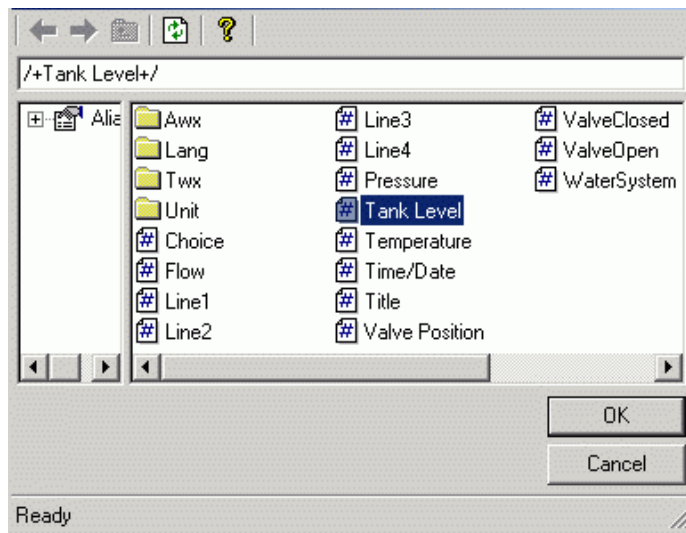 /+Tank Level+/
Alia
Awx
Lang
Twx
Unit
Choice
Flow
Line1
Line2
Line3
Line4
Pressure
Tank Level
Temperature
Time/Date
Title
Valve Position
ValveClosed
ValveOpen
WaterSystem
OK
Cancel
Ready